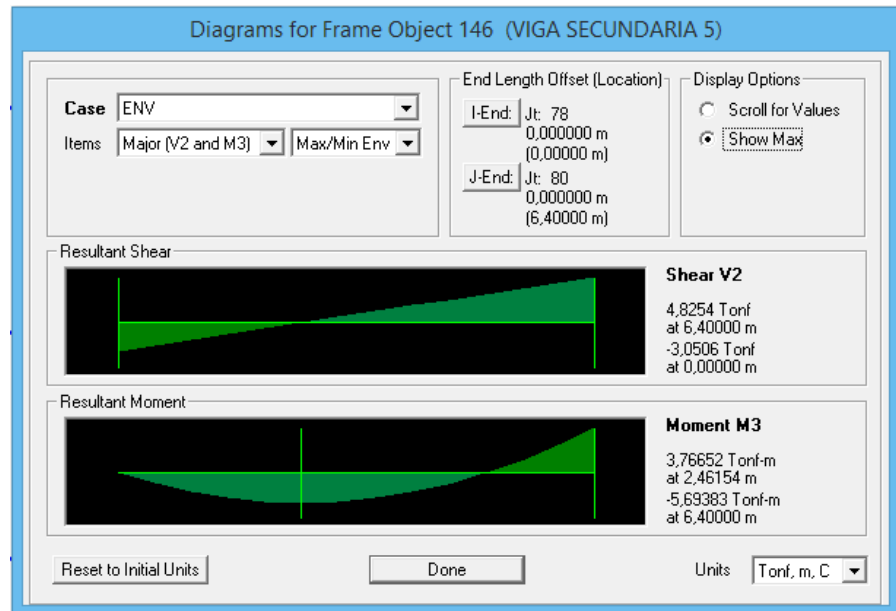 Diagrams for Frame Object 146 (VIGA SECUNDARIA 5)
Case ENV
Items Major (V2 and M3) Max/Min Env
End Length Offset (Location)
I-End: Jt: 78
0,000000 m
(0,00000 m)
J-End: Jt: 80
0,000000 m
(6,40000 m)
Display Options
Scroll for Values
Show Max
Resultant Shear
Shear V2
4,8254 Tonf
at 6,40000 m
-3,0506 Tonf
at 0,00000 m
Resultant Moment
Moment M3
3,76652 Tonf-m
at 2,46154 m
-5,69383 Tonf-m
at 6,40000 m
Reset to Initial Units
Done
Units Tonf, m, C